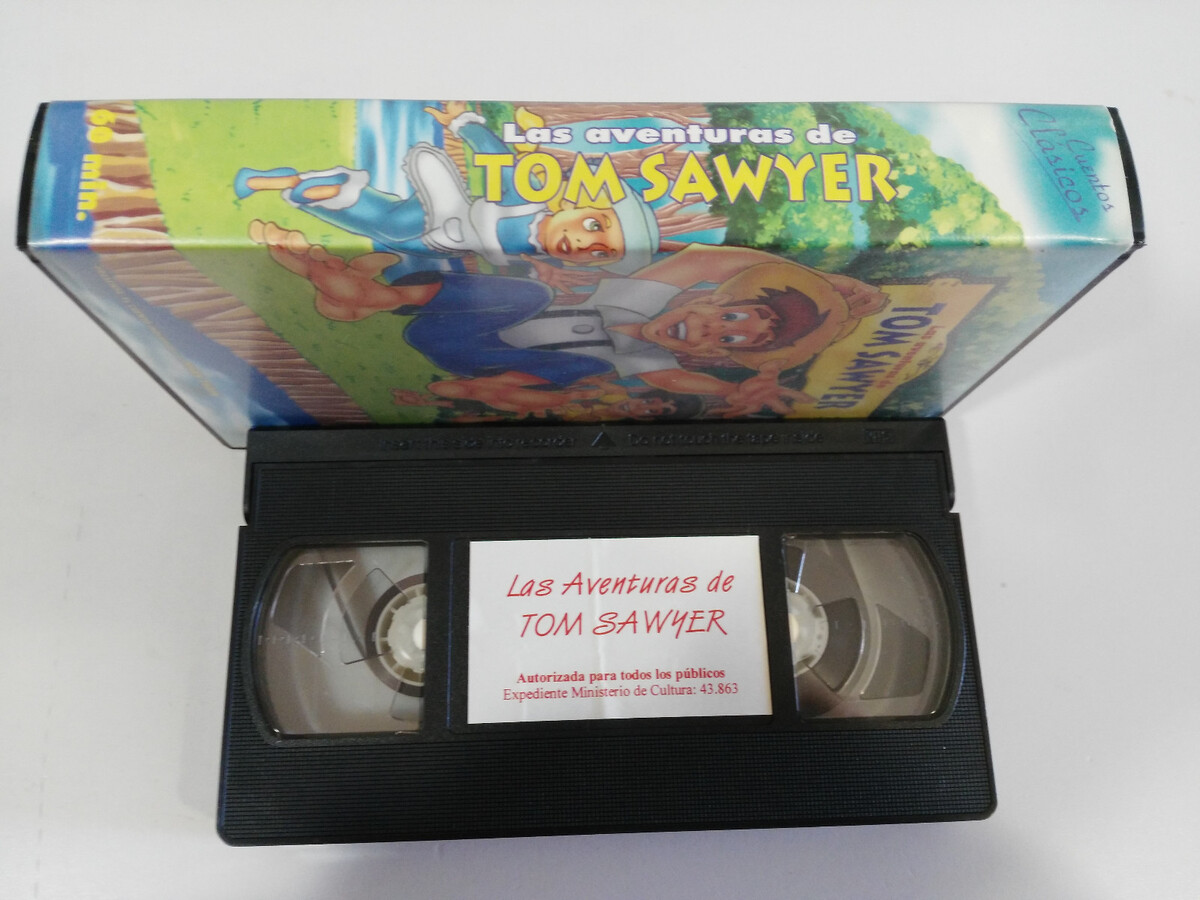 60 min.
Las aventuras de
TOM SAWYER
Cuentos
Clásicos
TOM SAWYER
Las Aventuras de
TOM SAWYER
Autorizada para todos los públicos
Expediente Ministerio de Cultura: 43.863